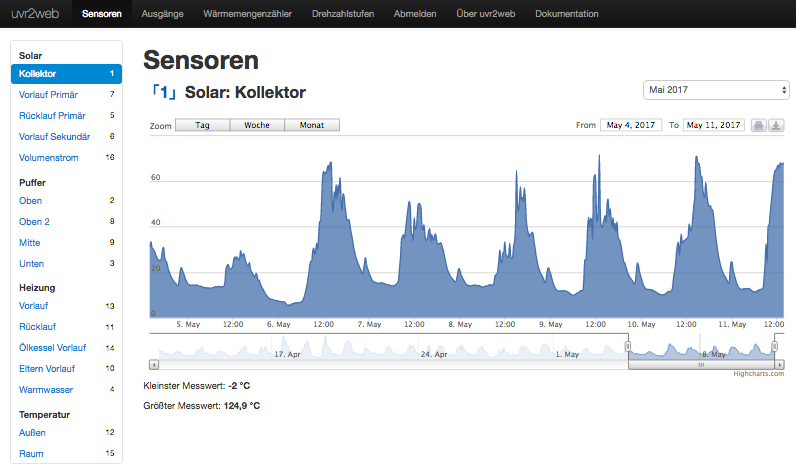 uvr2web Sensoren Ausgänge Wärmemengenzähler Drehzahlstufen Abmelden Über uvr2web Dokumentation
Solar
Kollektor 1
Vorlauf Primär 7
Rücklauf Primär 5
Vorlauf Sekundär 6
Volumenstrom 16
Puffer
Oben 2
Oben 2 8
Mitte 9
Unten 3
Heizung
Vorlauf 13
Rücklauf 11
Ölkessel Vorlauf 14
Eltern Vorlauf 10
Warmwasser 4
Temperatur
Außen 12
Raum 15
Sensoren
「1」 Solar: Kollektor
Mai 2017
Zoom Tag Woche Monat From May 4, 2017 To May 11, 2017
60
40
20
0
5. May 12:00 6. May 12:00 7. May 12:00 8. May 12:00 9. May 12:00 10. May 12:00 11. May 12:00
17. Apr 24. Apr 1. May 8. May
Highcharts.com
Kleinster Messwert: -2 °C
Größter Messwert: 124,9 °C